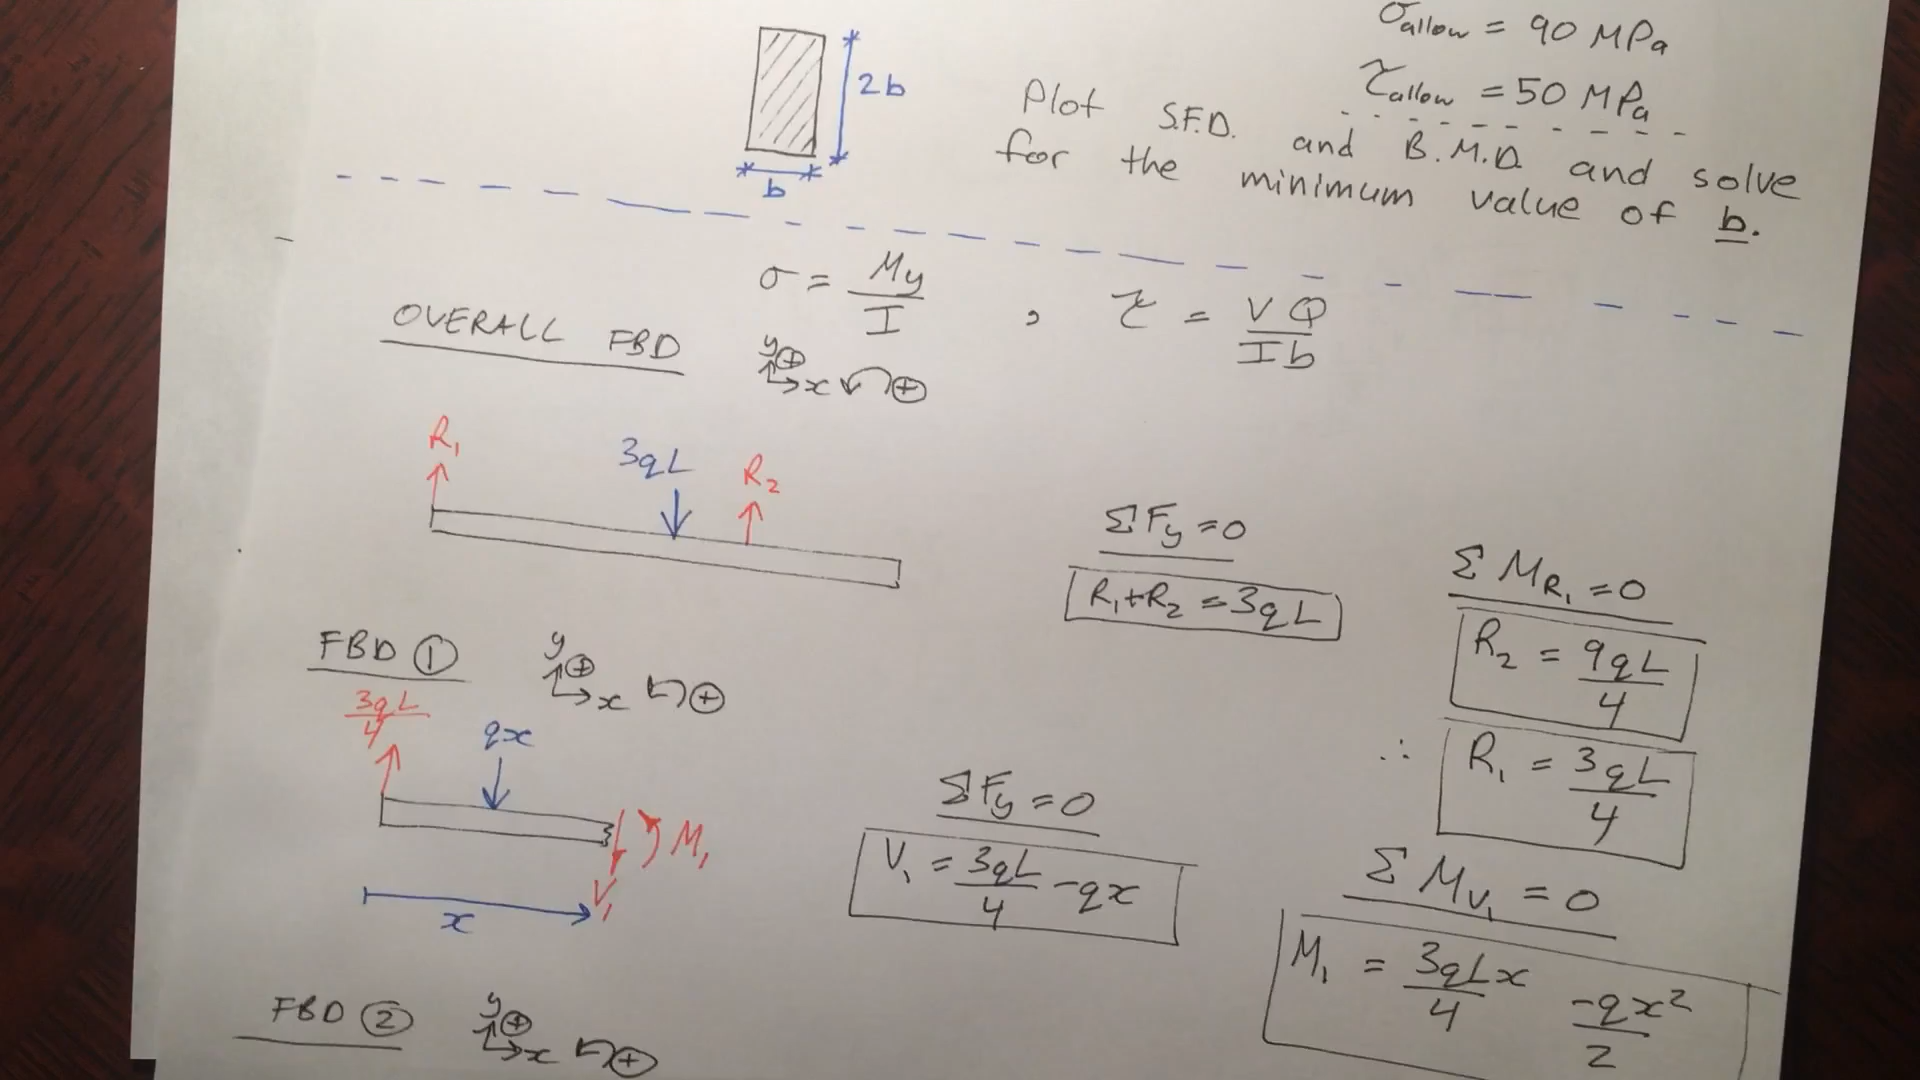 σallow = 90 MPa
τallow = 50 MPa
2b
b
Plot S.F.D. and B.M.D. and solve
for the minimum value of b.
σ = My/I , τ = VQ/Ib
OVERALL FBD
y + x +
R₁
3qL
R₂
ΣFy = 0
R₁+R₂ = 3qL
ΣMR₁ = 0
R₂ = 9qL/4
∴ R₁ = 3qL/4
FBD ①
y + x +
3qL/4
qx
M₁
V₁
x
ΣFy = 0
V₁ = 3qL/4 - qx
ΣMV₁ = 0
M₁ = 3qLx/4 - qx²/2
FBD ②
y + x +